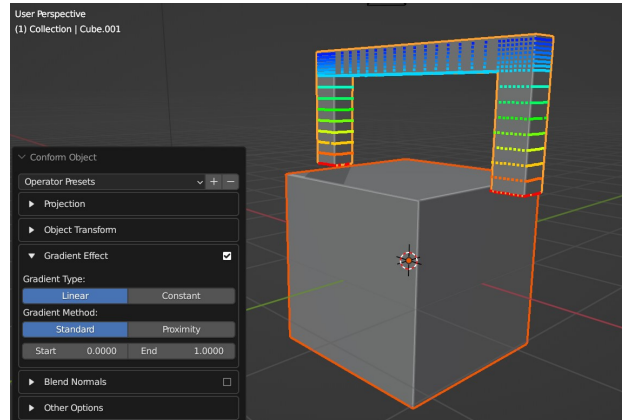 User Perspective
(1) Collection | Cube.001
Conform Object
Operator Presets
Projection
Object Transform
Gradient Effect
Gradient Type:
Linear Constant
Gradient Method:
Standard Proximity
Start 0.0000 End 1.0000
Blend Normals
Other Options